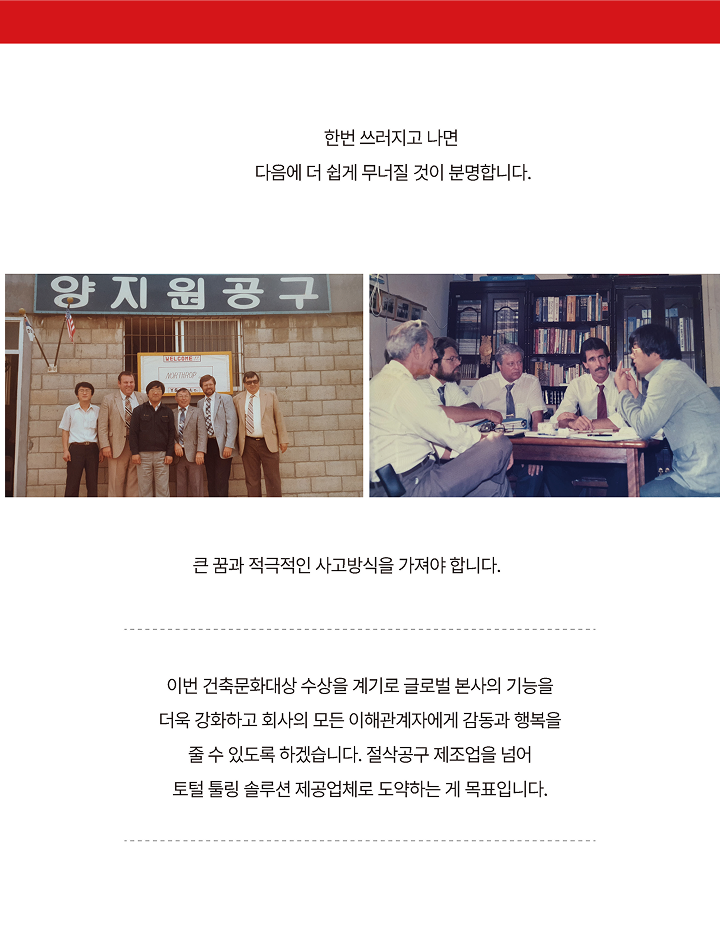 한번 쓰러지고 나면
다음에 더 쉽게 무너질 것이 분명합니다.
양지원공구
WELCOME
NORTHROP
큰 꿈과 적극적인 사고방식을 가져야 합니다.
이번 건축문화대상 수상을 계기로 글로벌 본사의 기능을
더욱 강화하고 회사의 모든 이해관계자에게 감동과 행복을
줄 수 있도록 하겠습니다. 절삭공구 제조업을 넘어
토털 툴링 솔루션 제공업체로 도약하는 게 목표입니다.